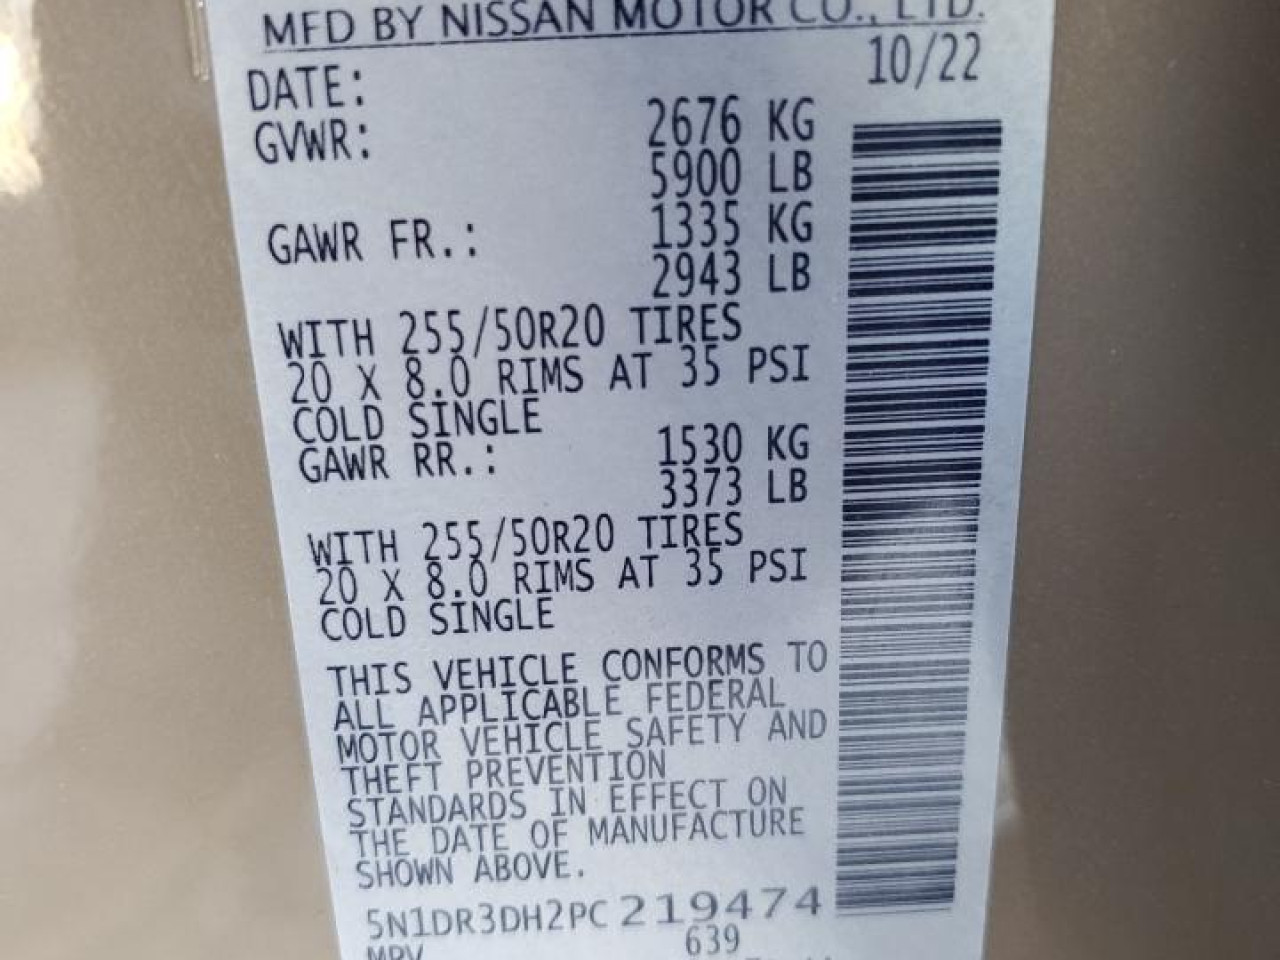 MFD BY NISSAN MOTOR CO., LTD.
DATE: 10/22
GVWR: 2676 KG
5900 LB
GAWR FR.: 1335 KG
2943 LB
WITH 255/50R20 TIRES
20 X 8.0 RIMS AT 35 PSI
COLD SINGLE
GAWR RR.: 1530 KG
3373 LB
WITH 255/50R20 TIRES
20 X 8.0 RIMS AT 35 PSI
COLD SINGLE
THIS VEHICLE CONFORMS TO
ALL APPLICABLE FEDERAL
MOTOR VEHICLE SAFETY AND
THEFT PREVENTION
STANDARDS IN EFFECT ON
THE DATE OF MANUFACTURE
SHOWN ABOVE.
5N1DR3DH2PC219474
MPV 639